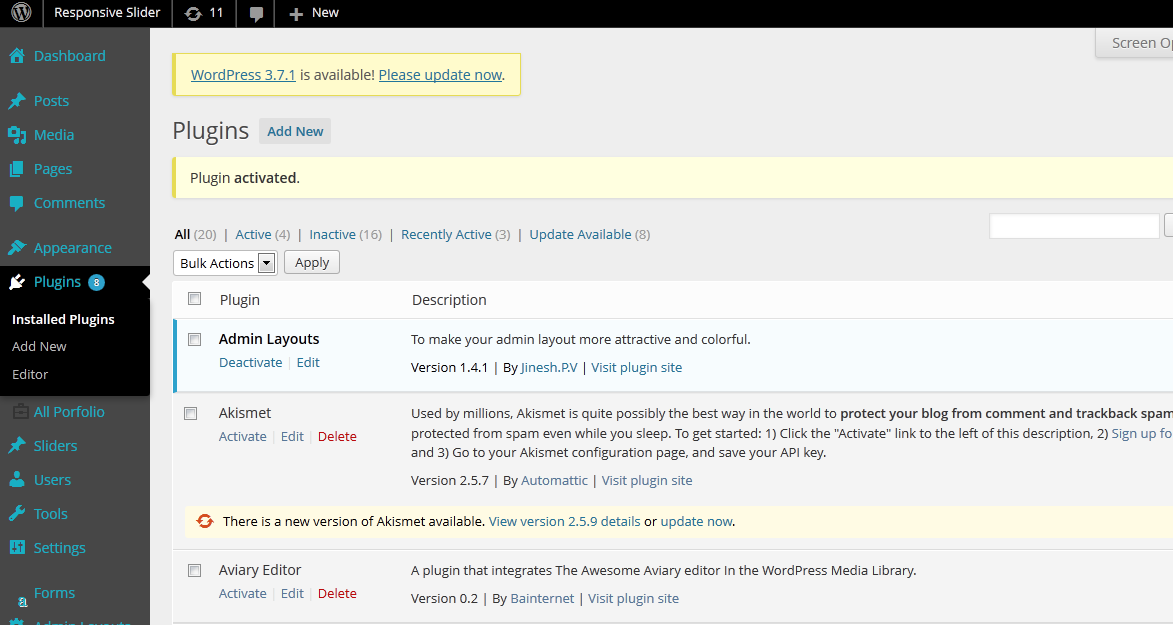 Responsive Slider 11 New
Screen Op
Dashboard
Posts
Media
Pages
Comments
Appearance
Plugins 8
Installed Plugins
Add New
Editor
All Porfolio
Sliders
Users
Tools
Settings
Forms
a
Admin Layouts
WordPress 3.7.1 is available! Please update now.
Plugins Add New
Plugin activated.
All (20) | Active (4) | Inactive (16) | Recently Active (3) | Update Available (8)
Bulk Actions Apply
Plugin Description
Admin Layouts To make your admin layout more attractive and colorful.
Deactivate | Edit Version 1.4.1 | By Jinesh.P.V | Visit plugin site
Akismet Used by millions, Akismet is quite possibly the best way in the world to protect your blog from comment and trackback spam
Activate | Edit | Delete protected from spam even while you sleep. To get started: 1) Click the "Activate" link to the left of this description, 2) Sign up fo
and 3) Go to your Akismet configuration page, and save your API key.
Version 2.5.7 | By Automattic | Visit plugin site
There is a new version of Akismet available. View version 2.5.9 details or update now.
Aviary Editor A plugin that integrates The Awesome Aviary editor In the WordPress Media Library.
Activate | Edit | Delete Version 0.2 | By Bainternet | Visit plugin site